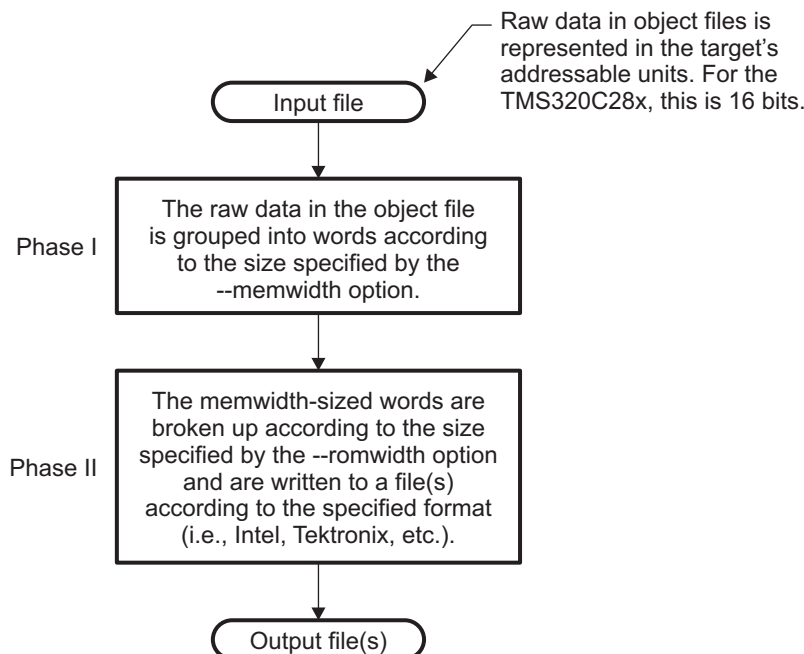 Raw data in object files is
represented in the target's
addressable units. For the
TMS320C28x, this is 16 bits.
Input file
Phase I
The raw data in the object file
is grouped into words according
to the size specified by the
--memwidth option.
Phase II
The memwidth-sized words are
broken up according to the size
specified by the --romwidth option
and are written to a file(s)
according to the specified format
(i.e., Intel, Tektronix, etc.).
Output file(s)